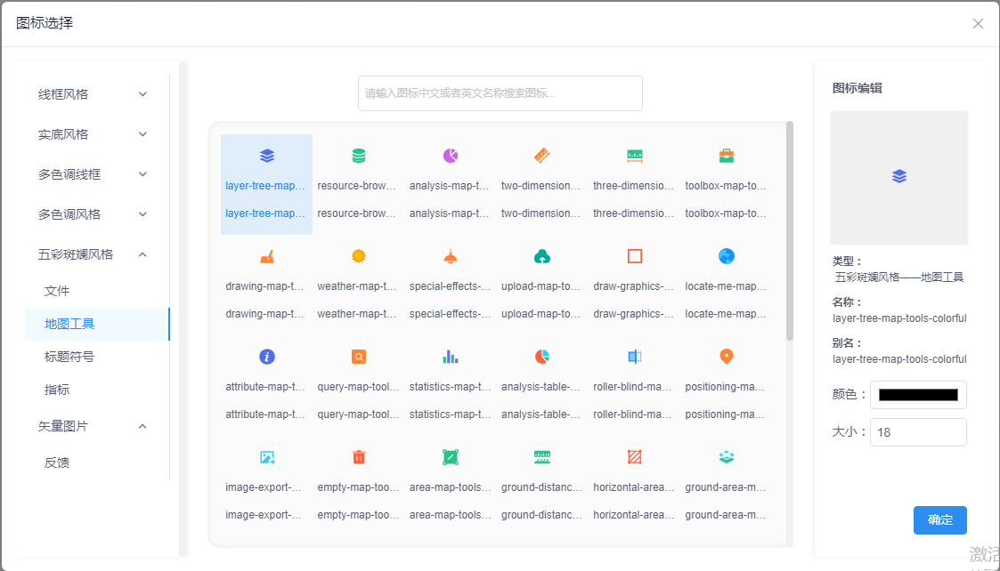 图标选择
线框风格
实底风格
多色调线框
多色调风格
五彩斑斓风格
文件
地图工具
标题符号
指标
矢量图片
反馈
请输入图标中文或者英文名称搜索图标...
layer-tree-map... resource-brow... analysis-map-t... two-dimension... three-dimensio... toolbox-map-to...
layer-tree-map... resource-brow... analysis-map-t... two-dimension... three-dimensio... toolbox-map-to...
drawing-map-t... weather-map-t... special-effects-... upload-map-to... draw-graphics-... locate-me-map...
drawing-map-t... weather-map-t... special-effects-... upload-map-to... draw-graphics-... locate-me-map...
attribute-map-t... query-map-tool... statistics-map-t... analysis-table-... roller-blind-ma... positioning-ma...
attribute-map-t... query-map-tool... statistics-map-t... analysis-table-... roller-blind-ma... positioning-ma...
image-export-... empty-map-too... area-map-tools... ground-distanc... horizontal-area... ground-area-m...
image-export-... empty-map-too... area-map-tools... ground-distanc... horizontal-area... ground-area-m...
图标编辑
类型：
五彩斑斓风格——地图工具
名称：
layer-tree-map-tools-colorful
别名：
layer-tree-map-tools-colorful
颜色：
大小： 18
确定
激活